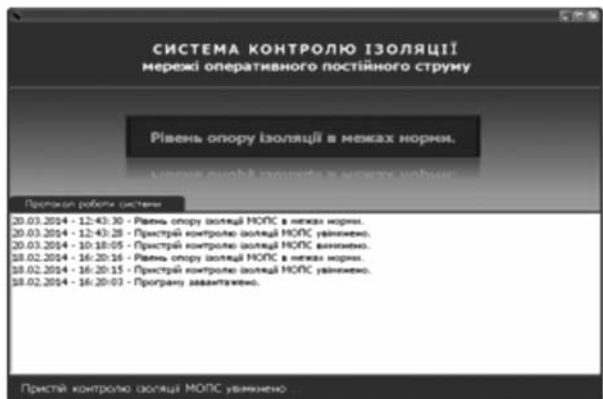 СИСТЕМА КОНТРОЛЮ ІЗОЛЯЦІЇ
мережі оперативного постійного струму
Рівень опору ізоляції в межах норми.
Протокол роботи системи
20.03.2014 - 12:43:30 - Рівень опору ізоляції МОПС в межах норми.
20.03.2014 - 12:43:28 - Пристрій контролю ізоляції МОПС увімкнено.
20.03.2014 - 10:18:05 - Пристрій контролю ізоляції МОПС вимкнено.
18.02.2014 - 16:20:16 - Рівень опору ізоляції МОПС в межах норми.
18.02.2014 - 16:20:15 - Пристрій контролю ізоляції МОПС увімкнено.
18.02.2014 - 16:20:03 - Програму завантажено.
Пристій контролю ізоляції МОПС увімкнено ...